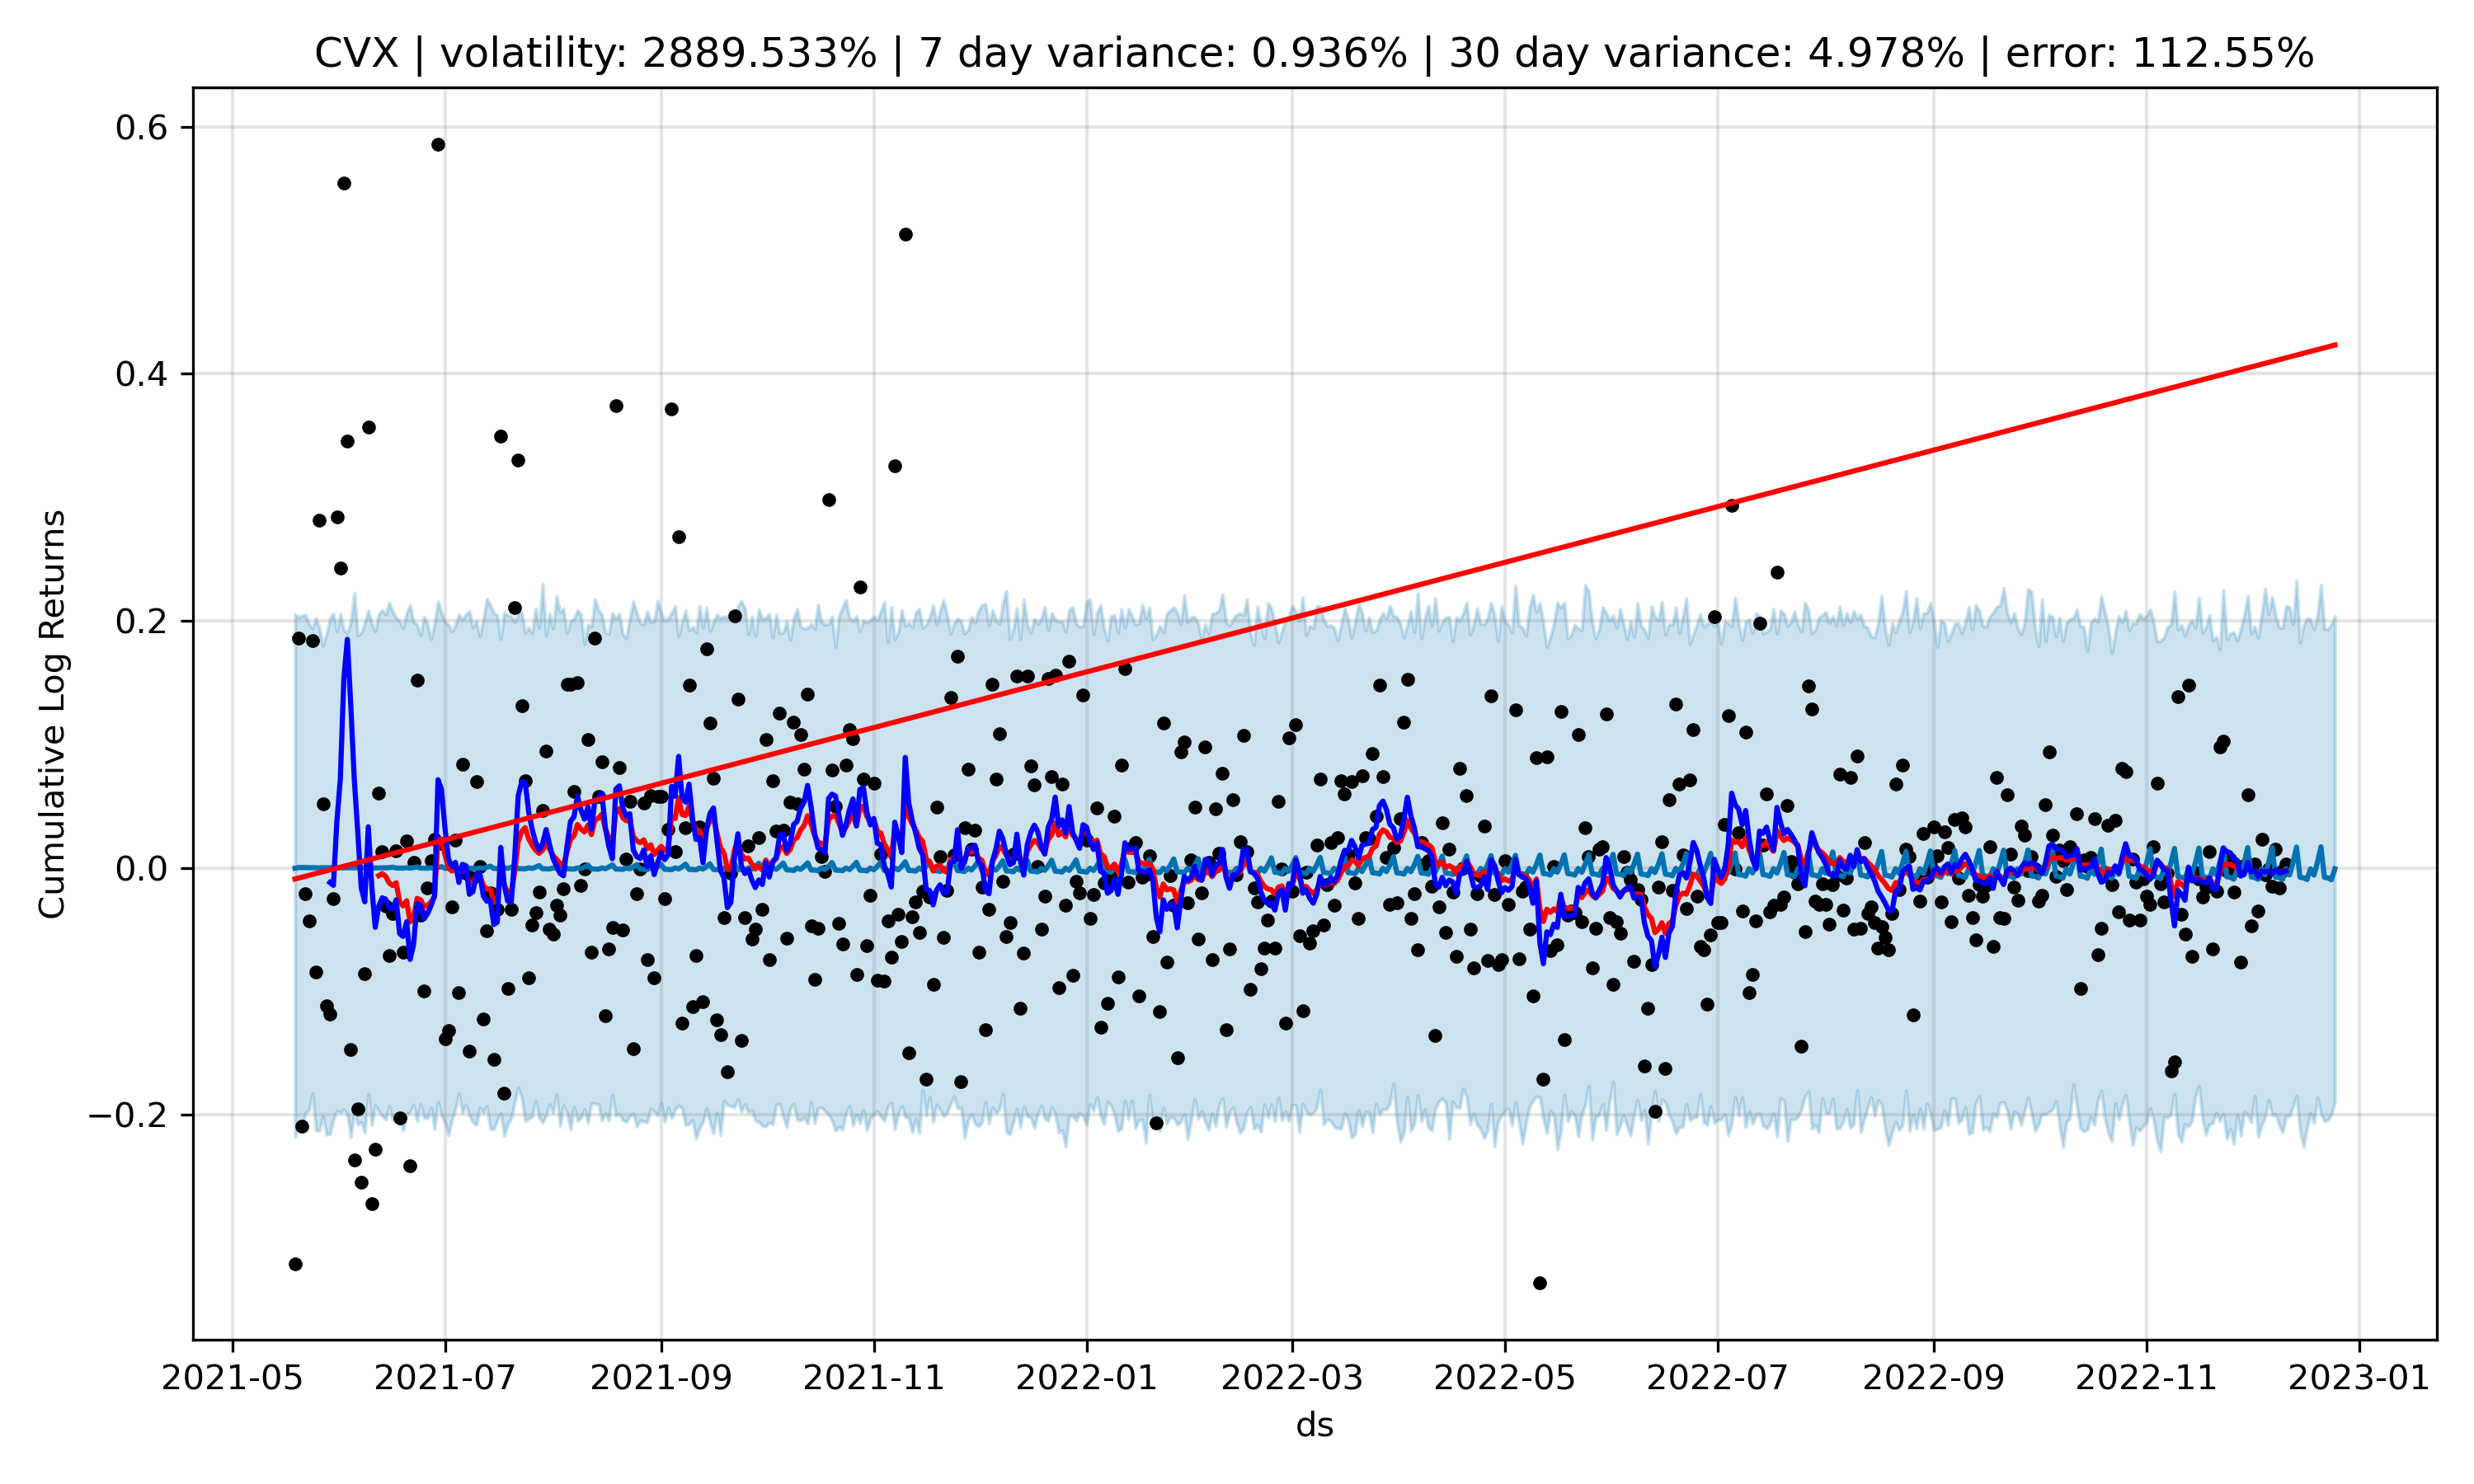 CVX | volatility: 2889.533% | 7 day variance: 0.936% | 30 day variance: 4.978% | error: 112.55%
0.6
0.4
0.2
0.0
−0.2
Cumulative Log Returns
2021-05 2021-07 2021-09 2021-11 2022-01 2022-03 2022-05 2022-07 2022-09 2022-11 2023-01
ds